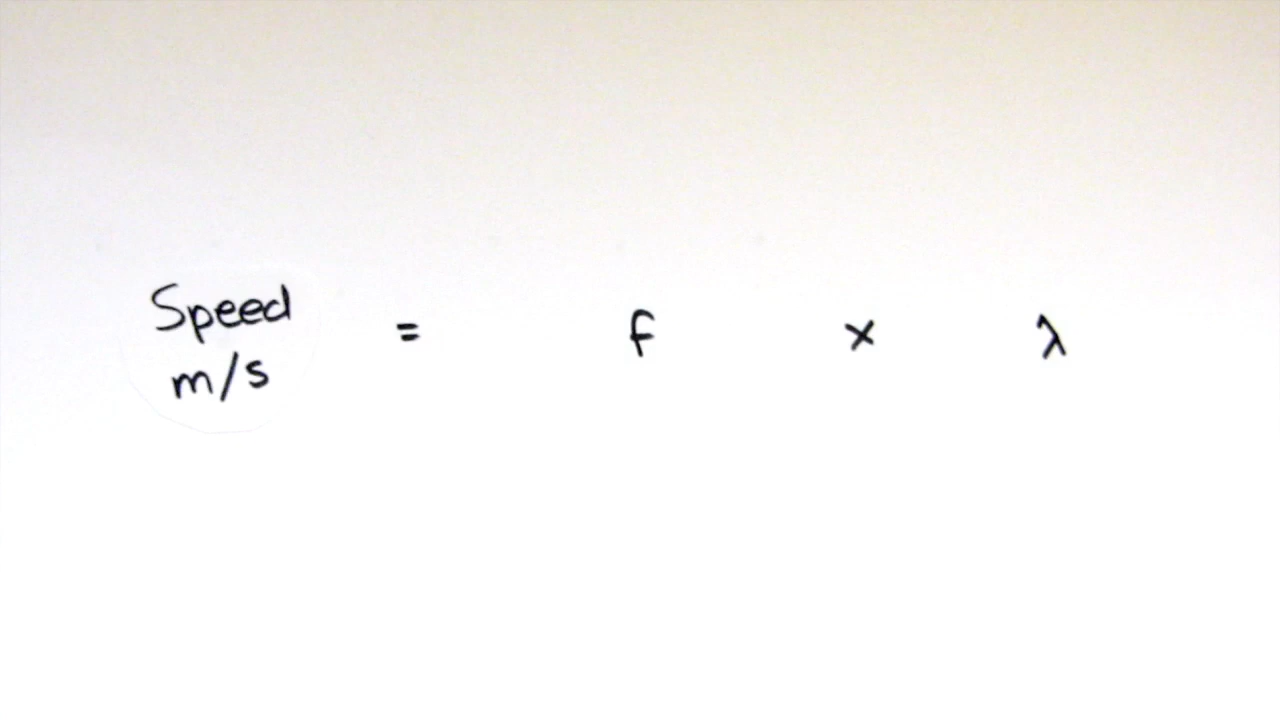 Speed = f × λ
m/s